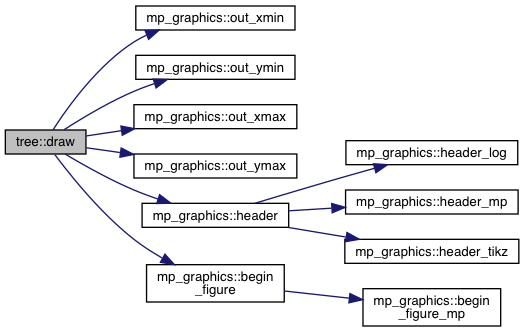 tree::draw
mp_graphics::out_xmin
mp_graphics::out_ymin
mp_graphics::out_xmax
mp_graphics::out_ymax
mp_graphics::header
mp_graphics::header_log
mp_graphics::header_mp
mp_graphics::header_tikz
mp_graphics::begin
_figure
mp_graphics::begin
_figure_mp